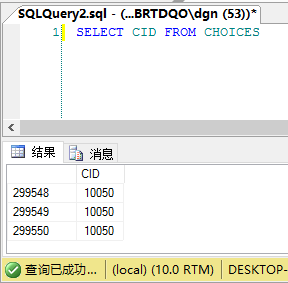 SQLQuery2.sql - (...BRTDQO\dgn (53))*
1 SELECT CID FROM CHOICES
结果 消息
CID
299548 10050
299549 10050
299550 10050
查询已成功... (local) (10.0 RTM) DESKTOP-